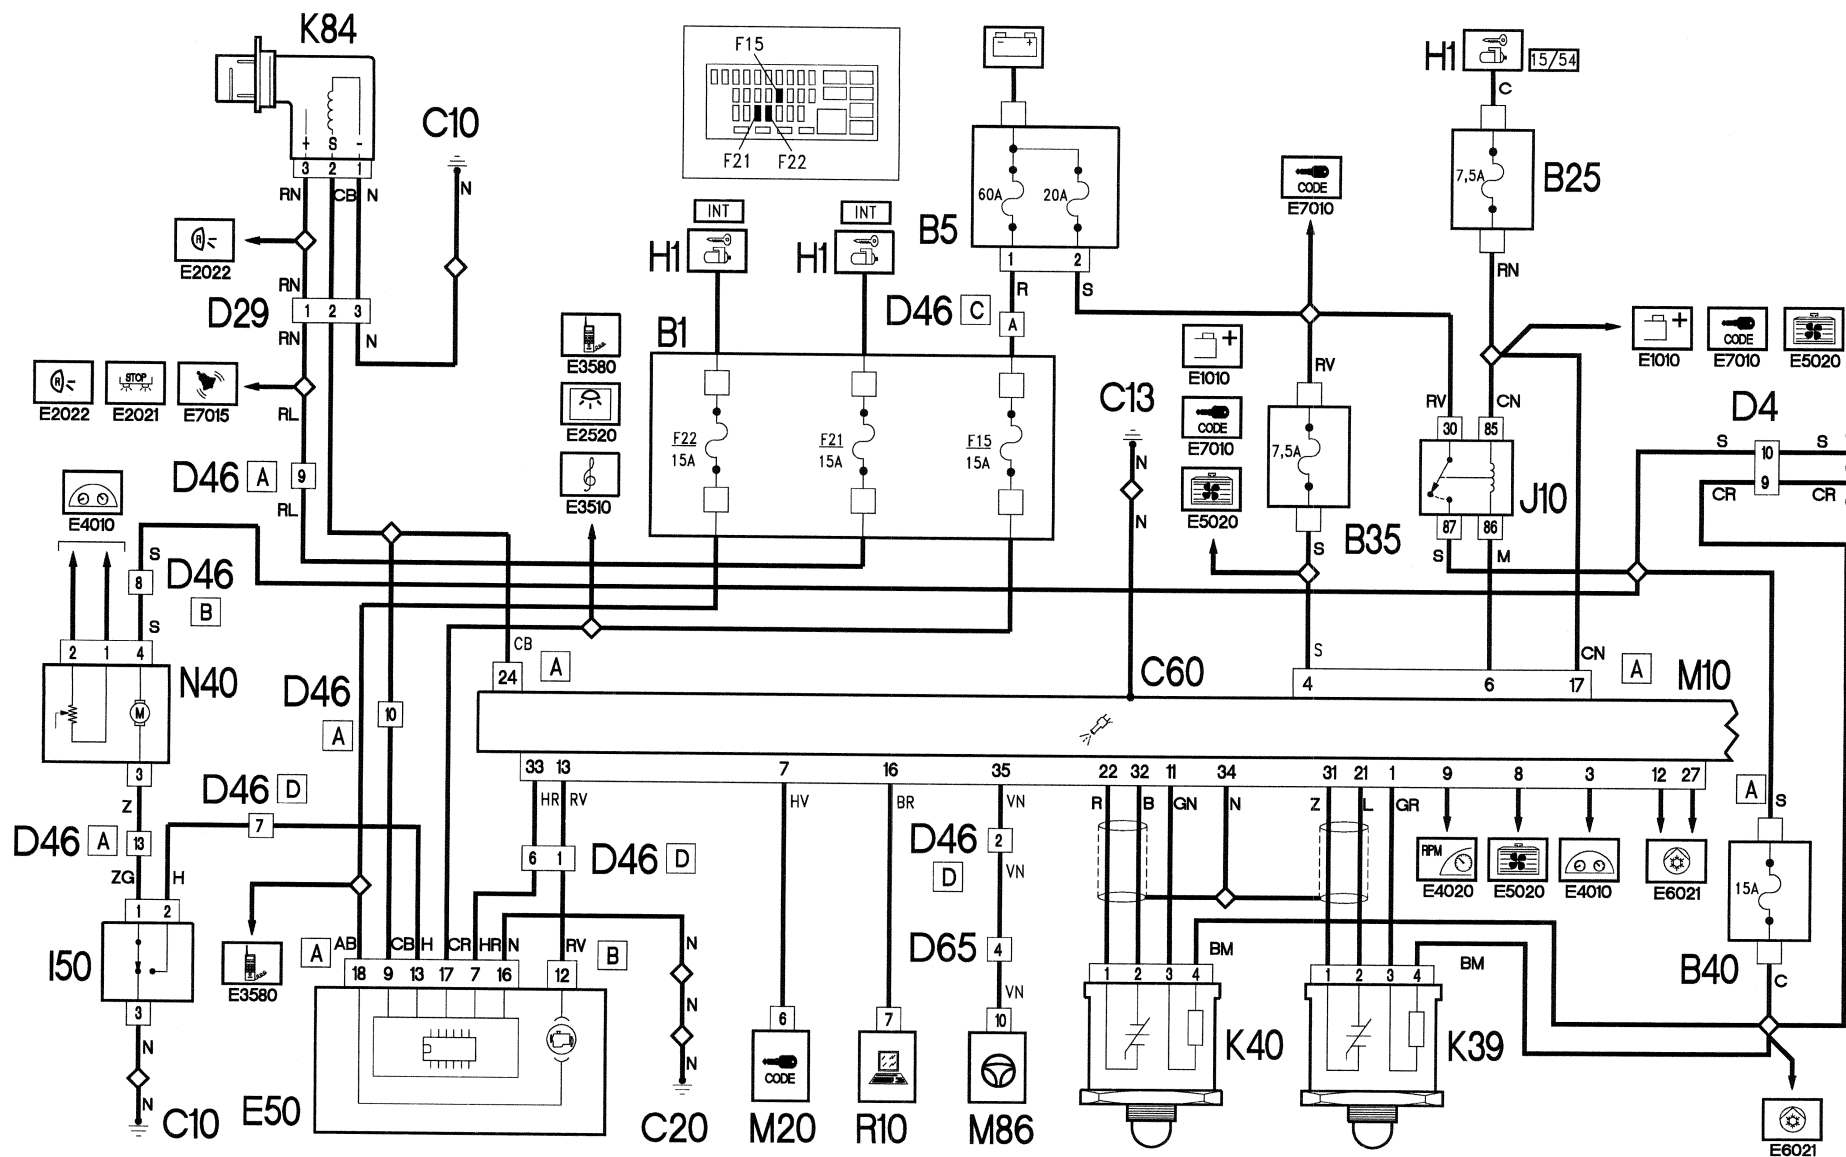 K84
C10
+ S -
3 2 1
RN CB N
N
E2022
RN
D29
1 2 3
RN N
E2022
STOP
E2021
E7015
RL
D46 A 9
RL
E4010
S
8 D46
B
S
2 1 4
N40
M
3
Z
D46 A 13
ZG H
D46 D
7
1 2
I50
3
N
N
C10
F15
F21 F22
INT
H1
INT
H1
B1
F22
15A
F21
15A
F15
15A
E3580
E2520
E3510
- +
B5
60A
20A
1 2
R S
D46 C
A
CODE
E7010
H1
15/54
C
7,5A
B25
RN
+
E1010
CODE
E7010
E5020
+
E1010
CODE
E7010
E5020
C13
N
N
RV
7,5A
B35
S
RV CN
30 85
J10
87 86
S M
D4
S 10 S
CR 9 CR
CB
24
A
D46
A
10
C60
S
CN
4 6 17
A
M10
33 13 7 16 35 22 32 11 34 31 21 1 9 8 3 12 27
HR RV HV BR VN R B GN N Z L GR
6 1 D46 D
D46 2
D
VN
D65 4
VN
RPM
E4020
E5020
E4010
E6021
A
S
15A
B40
C
E3580
A
AB CB H CR HR N RV
B
18 9 13 17 7 16 12
E50
N
N
N
C20
6
CODE
M20
7
R10
10
M86
BM
1 2 3 4
K40
BM
1 2 3 4
K39
E6021